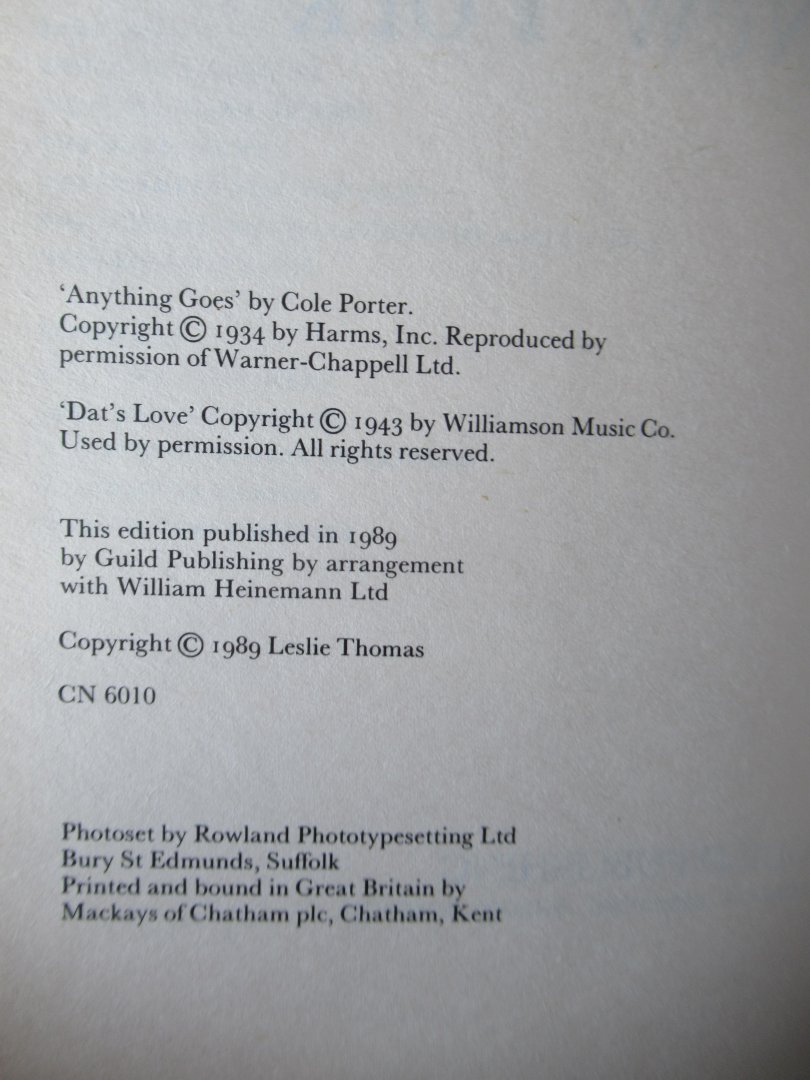 ‘Anything Goes’ by Cole Porter.
Copyright © 1934 by Harms, Inc. Reproduced by
permission of Warner-Chappell Ltd.
‘Dat’s Love’ Copyright © 1943 by Williamson Music Co.
Used by permission. All rights reserved.
This edition published in 1989
by Guild Publishing by arrangement
with William Heinemann Ltd
Copyright © 1989 Leslie Thomas
CN 6010
Photoset by Rowland Phototypesetting Ltd
Bury St Edmunds, Suffolk
Printed and bound in Great Britain by
Mackays of Chatham plc, Chatham, Kent